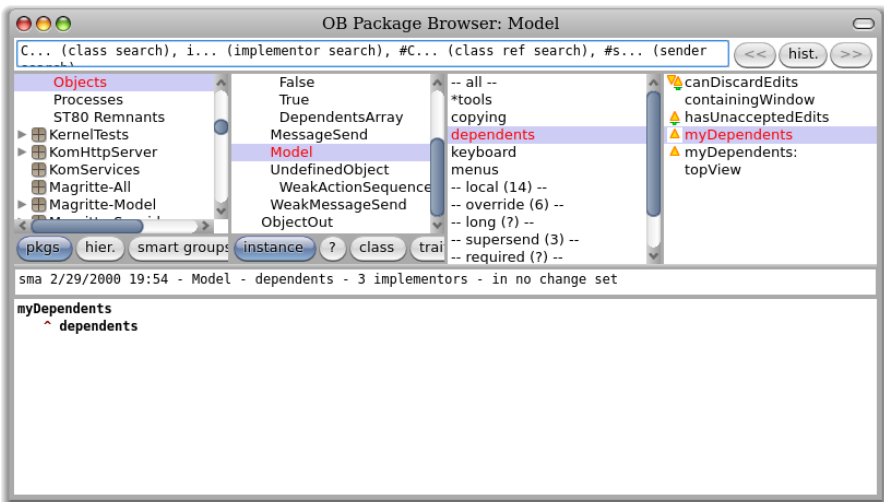 OB Package Browser: Model
C... (class search), i... (implementor search), #C... (class ref search), #s... (sender
search)
<< hist. >>
Objects
Processes
ST80 Remnants
KernelTests
KomHttpServer
KomServices
Magritte-All
Magritte-Model
False
True
DependentsArray
MessageSend
Model
UndefinedObject
WeakActionSequence
WeakMessageSend
ObjectOut
-- all --
*tools
copying
dependents
keyboard
menus
-- local (14) --
-- override (6) --
-- long (?) --
-- supersend (3) --
-- required (?) --
canDiscardEdits
containingWindow
hasUnacceptedEdits
myDependents
myDependents:
topView
pkgs hier. smart groups instance ? class trai
sma 2/29/2000 19:54 - Model - dependents - 3 implementors - in no change set
myDependents
^ dependents